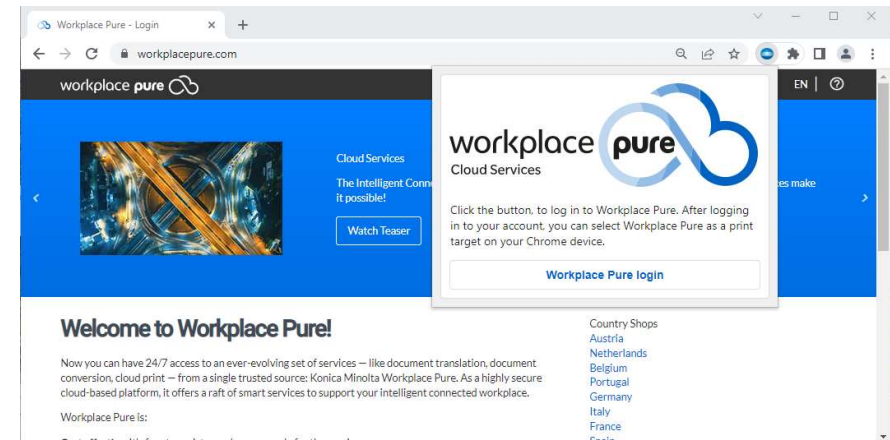 Workplace Pure - Login
workplacepure.com
workplace pure
EN
Cloud Services
The Intelligent Conn
es make
it possible!
Watch Teaser
workplace pure
Cloud Services
Click the button, to log in to Workplace Pure. After logging
in to your account, you can select Workplace Pure as a print
target on your Chrome device.
Workplace Pure login
Welcome to Workplace Pure!
Now you can have 24/7 access to an ever-evolving set of services — like document translation, document
conversion, cloud print — from a single trusted source: Konica Minolta Workplace Pure. As a highly secure
cloud-based platform, it offers a raft of smart services to support your intelligent connected workplace.
Workplace Pure is:
Country Shops
Austria
Netherlands
Belgium
Portugal
Germany
Italy
France